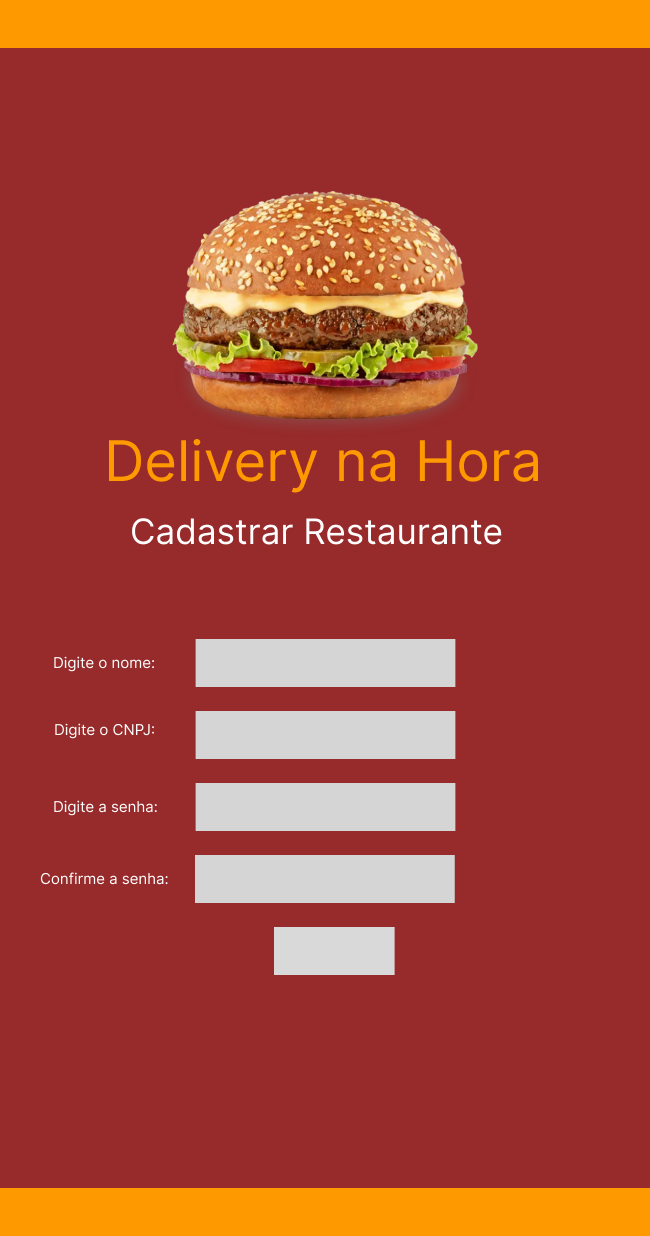 Delivery na Hora
Cadastrar Restaurante
Digite o nome:
Digite o CNPJ:
Digite a senha:
Confirme a senha: